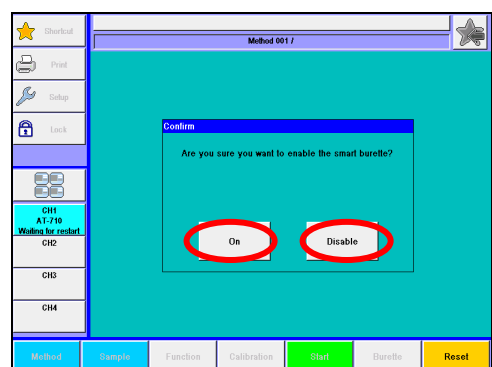 Shortcut
Method 001 /
Print
Setup
Lock
Confirm
Are you sure you want to enable the smart burette?
On
Disable
CH1
AT-710
Waiting for restart
CH2
CH3
CH4
Method
Sample
Function
Calibration
Start
Burette
Reset